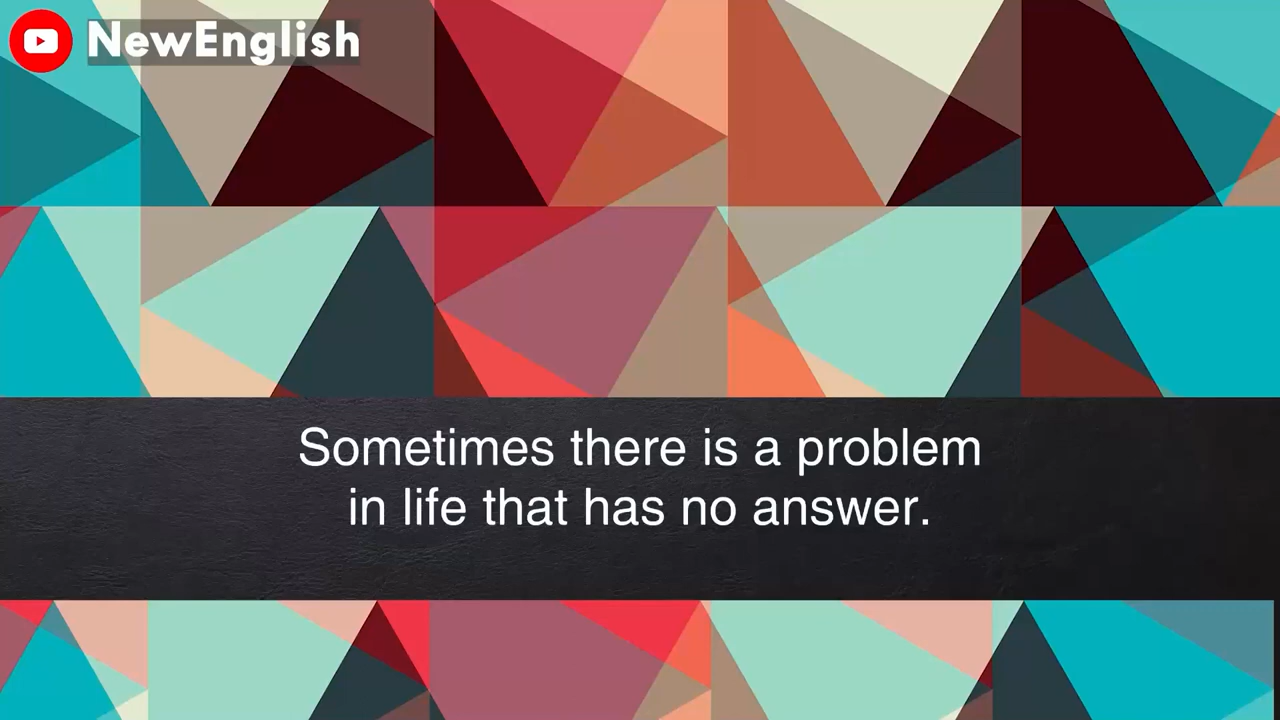 NewEnglish
Sometimes there is a problem
in life that has no answer.